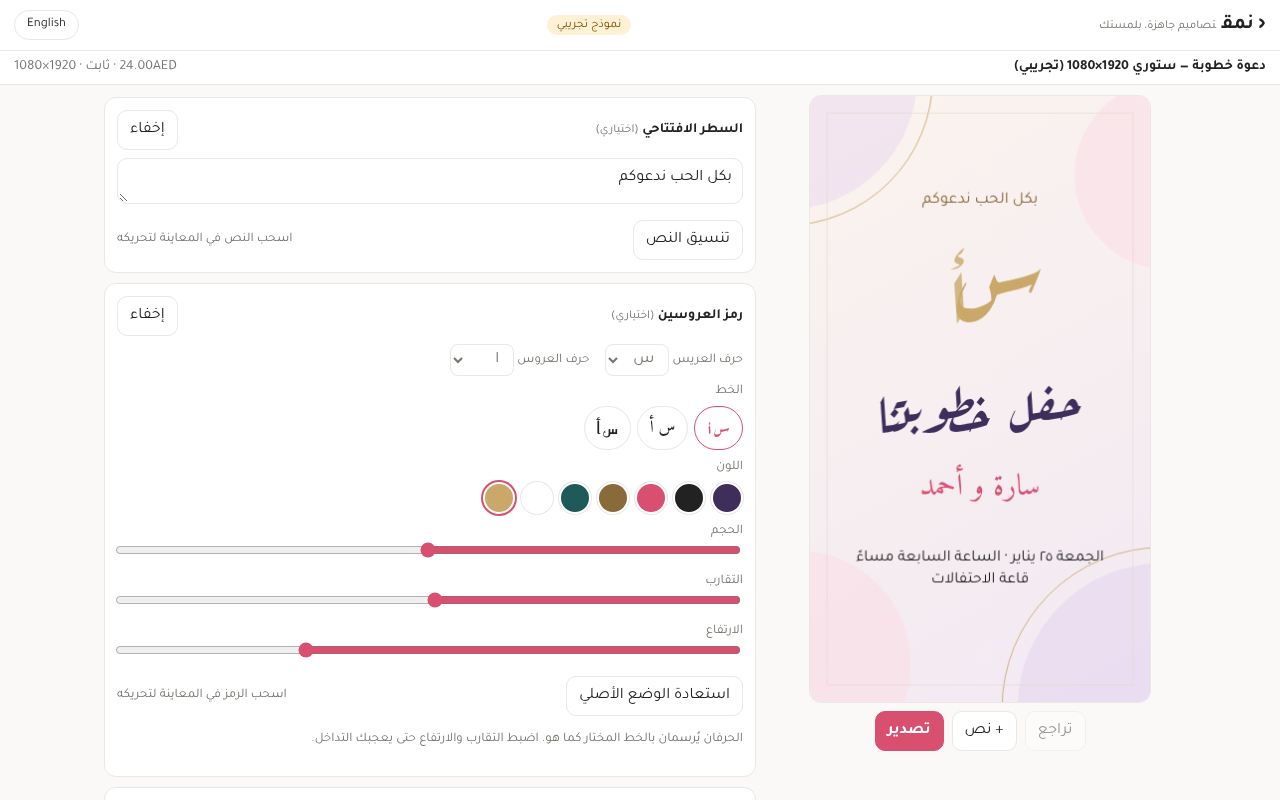 ‹ نمق تصاميم جاهزة، بلمستك
نموذج تجريبي
English
دعوة خطوبة – ستوري 1080×1920 (تجريبي)
24.00AED · ثابت · 1080×1920
بكل الحب ندعوكم
س أ
حفل خطوبتنا
سارة و أحمد
الجمعة ٢٥ يناير · الساعة السابعة مساءً
قاعة الاحتفالات
تراجع
+ نص
تصدير
السطر الافتتاحي (اختياري)
إخفاء
بكل الحب ندعوكم
تنسيق النص
اسحب النص في المعاينة لتحريكه
رمز العروسين (اختياري)
إخفاء
حرف العريس س
حرف العروس ا
الخط
س أ
س أ
س أ
اللون
الحجم
التقارب
الارتفاع
استعادة الوضع الأصلي
اسحب الرمز في المعاينة لتحريكه
الحرفان يُرسمان بالخط المختار كما هو. اضبط التقارب والارتفاع حتى يعجبك التداخل.